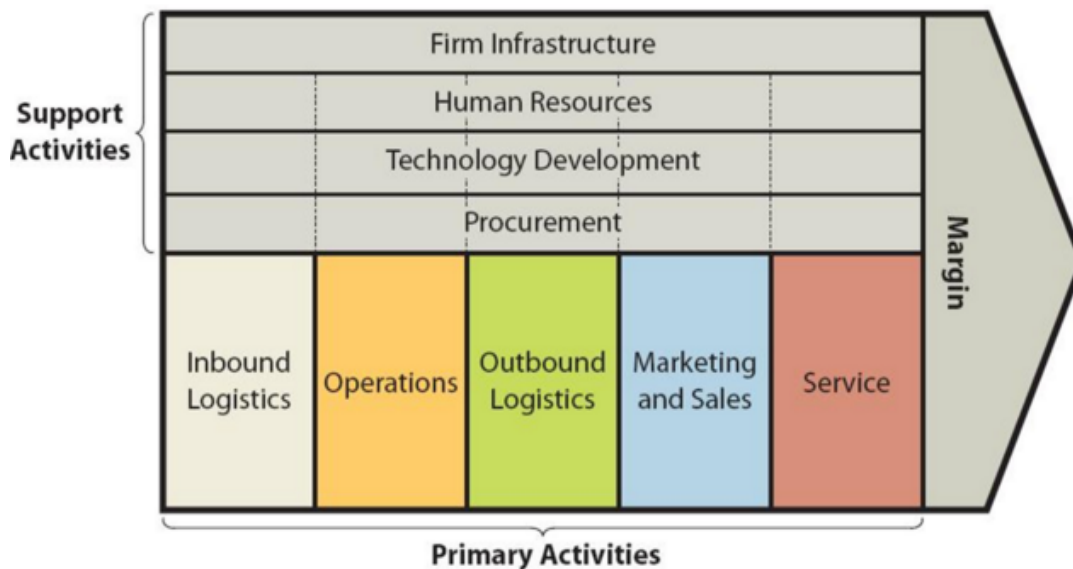 Firm Infrastructure
Human Resources
Support
Activities
Technology Development
Procurement
Margin
Inbound
Logistics
Operations
Outbound
Logistics
Marketing
and Sales
Service
Primary Activities